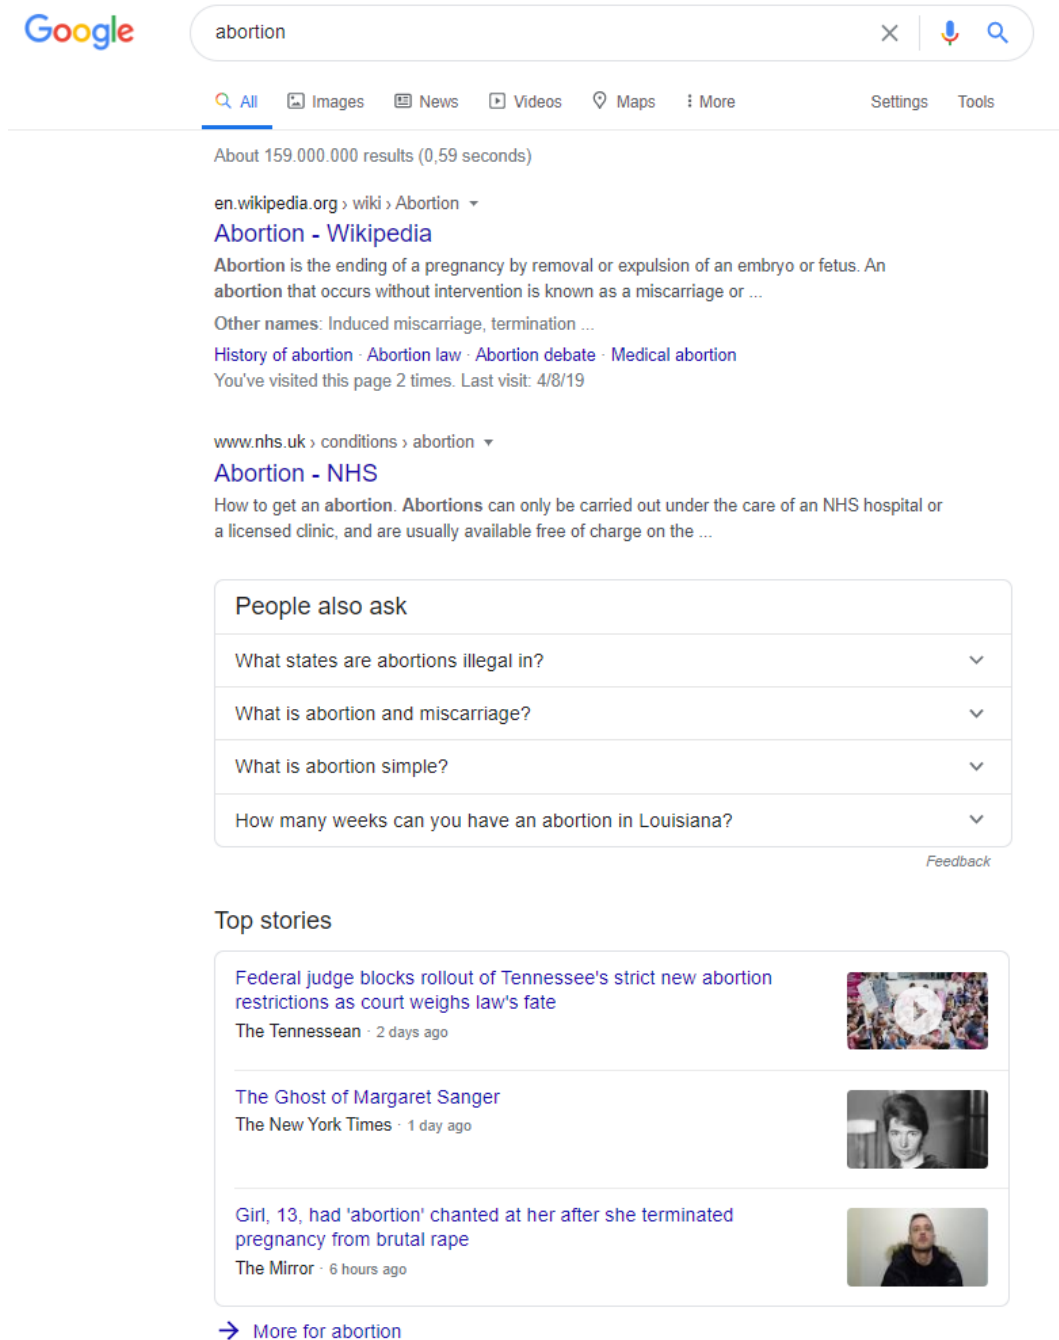 Google
abortion
All Images News Videos Maps More Settings Tools
About 159.000.000 results (0,59 seconds)
en.wikipedia.org › wiki › Abortion
Abortion - Wikipedia
Abortion is the ending of a pregnancy by removal or expulsion of an embryo or fetus. An
abortion that occurs without intervention is known as a miscarriage or ...
Other names: Induced miscarriage, termination ...
History of abortion · Abortion law · Abortion debate · Medical abortion
You've visited this page 2 times. Last visit: 4/8/19
www.nhs.uk › conditions › abortion
Abortion - NHS
How to get an abortion. Abortions can only be carried out under the care of an NHS hospital or
a licensed clinic, and are usually available free of charge on the ...
People also ask
What states are abortions illegal in?
What is abortion and miscarriage?
What is abortion simple?
How many weeks can you have an abortion in Louisiana?
Feedback
Top stories
Federal judge blocks rollout of Tennessee's strict new abortion
restrictions as court weighs law's fate
The Tennessean · 2 days ago
The Ghost of Margaret Sanger
The New York Times · 1 day ago
Girl, 13, had 'abortion' chanted at her after she terminated
pregnancy from brutal rape
The Mirror · 6 hours ago
More for abortion